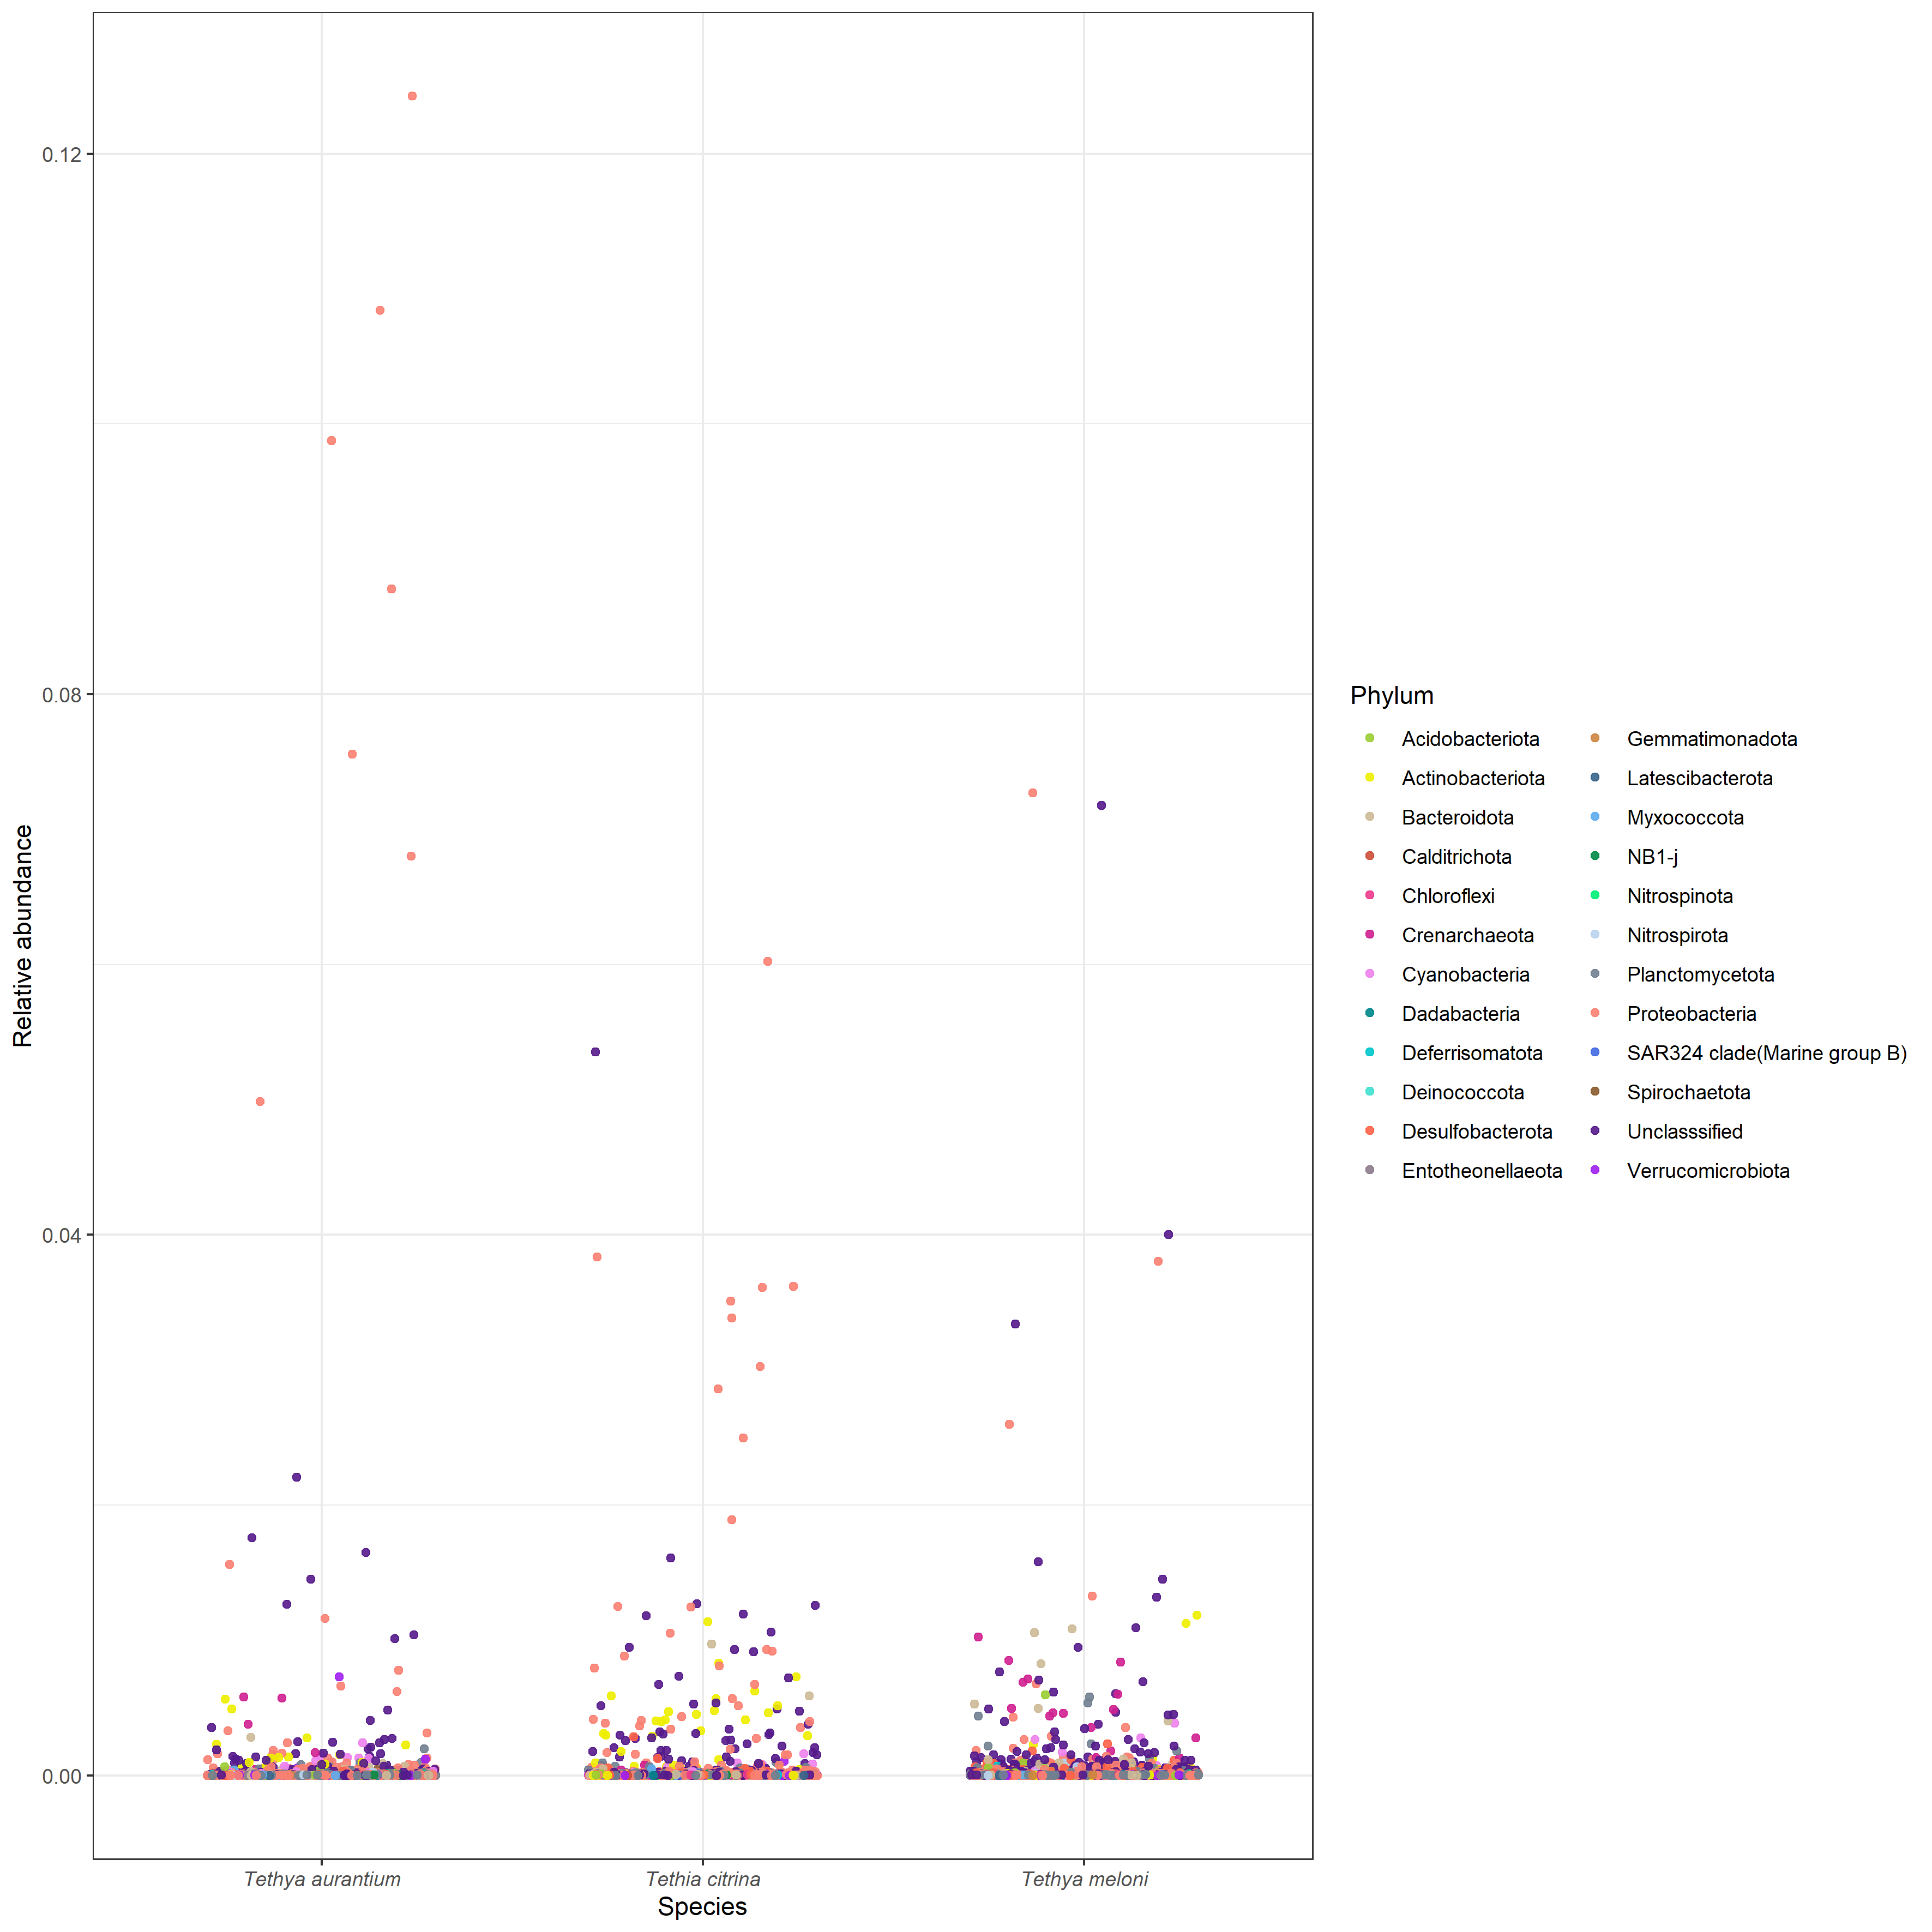 0.12
0.08
0.04
0.00
Relative abundance
Tethya aurantium
Tethia citrina
Tethya meloni
Species
Phylum
Acidobacteriota
Actinobacteriota
Bacteroidota
Calditrichota
Chloroflexi
Crenarchaeota
Cyanobacteria
Dadabacteria
Deferrisomatota
Deinococcota
Desulfobacterota
Entotheonellaeota
Gemmatimonadota
Latescibacterota
Myxococcota
NB1-j
Nitrospinota
Nitrospirota
Planctomycetota
Proteobacteria
SAR324 clade(Marine group B)
Spirochaetota
Unclasssified
Verrucomicrobiota